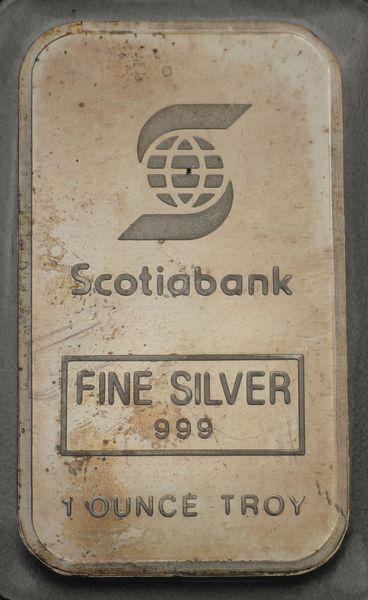 Scotiabank
FINE SILVER
999
1 OUNCE TROY